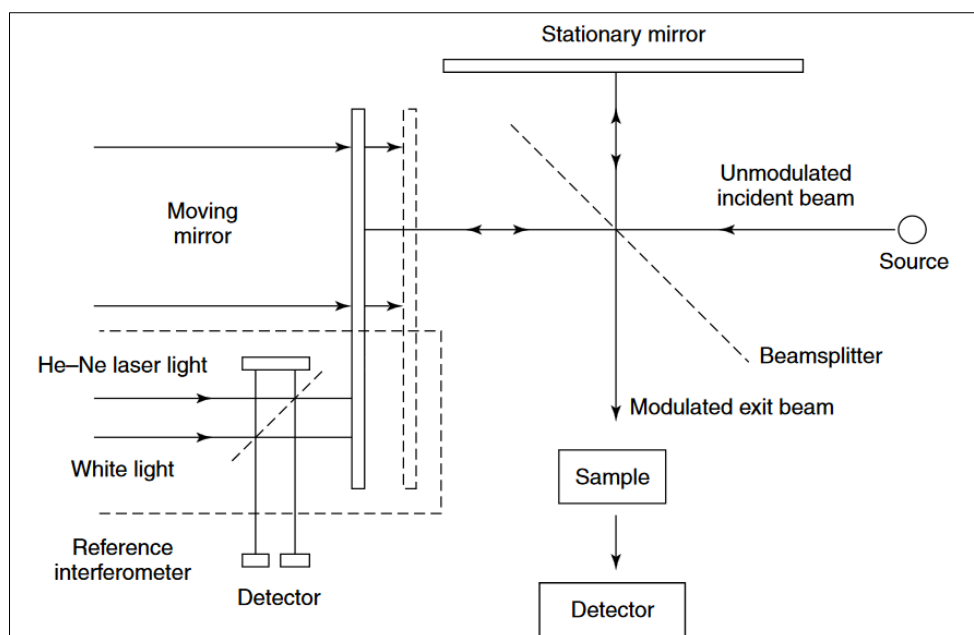 Stationary mirror
Unmodulated
incident beam
Moving
mirror
Source
Beamsplitter
He–Ne laser light
Modulated exit beam
White light
Sample
Reference
interferometer
Detector
Detector